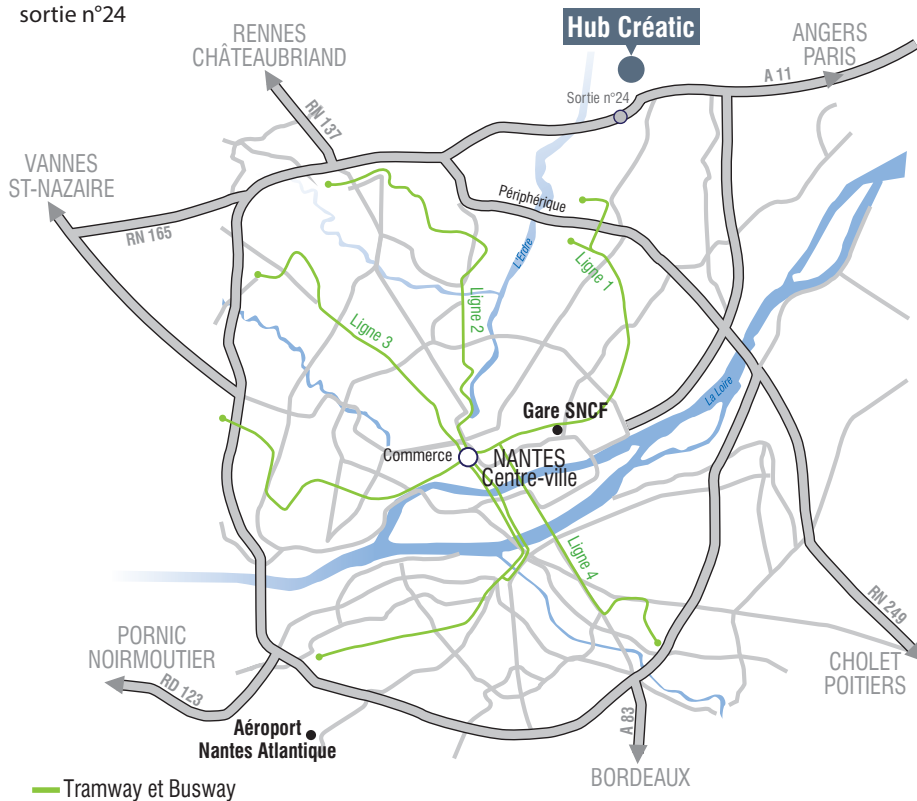 sortie n°24
Hub Créatic
RENNES
CHÂTEAUBRIAND
ANGERS
PARIS
A 11
Sortie n°24
RN 137
VANNES
ST-NAZAIRE
Périphérique
RN 165
L'Erdre
Ligne 1
Ligne 2
Ligne 3
La Loire
Gare SNCF
Commerce
NANTES
Centre-ville
Ligne 4
RN 249
PORNIC
NOIRMOUTIER
CHOLET
POITIERS
RD 123
A 83
Aéroport
Nantes Atlantique
BORDEAUX
Tramway et Busway